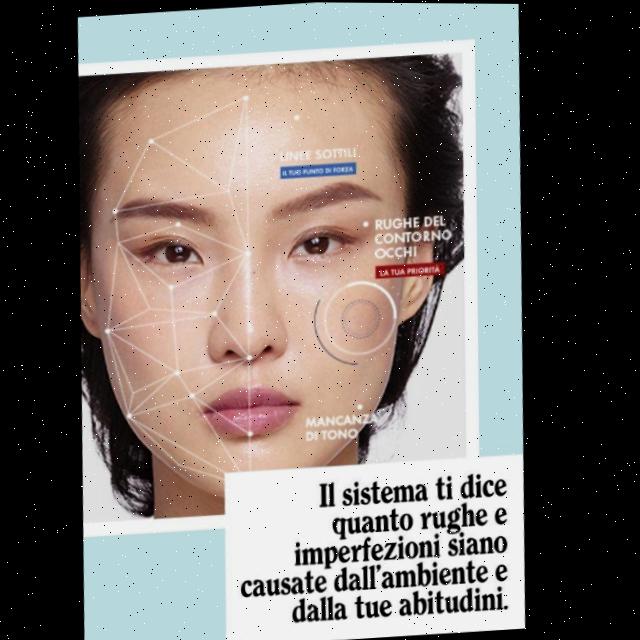 LINEE SOTTILI
IL TUO PUNTO DI FORZA
RUGHE DEL
CONTORNO
OCCHI
LA TUA PRIORITÀ
MANCANZA
DI TONO
Il sistema ti dice
quanto rughe e
imperfezioni siano
causate dall'ambiente e
dalla tue abitudini.